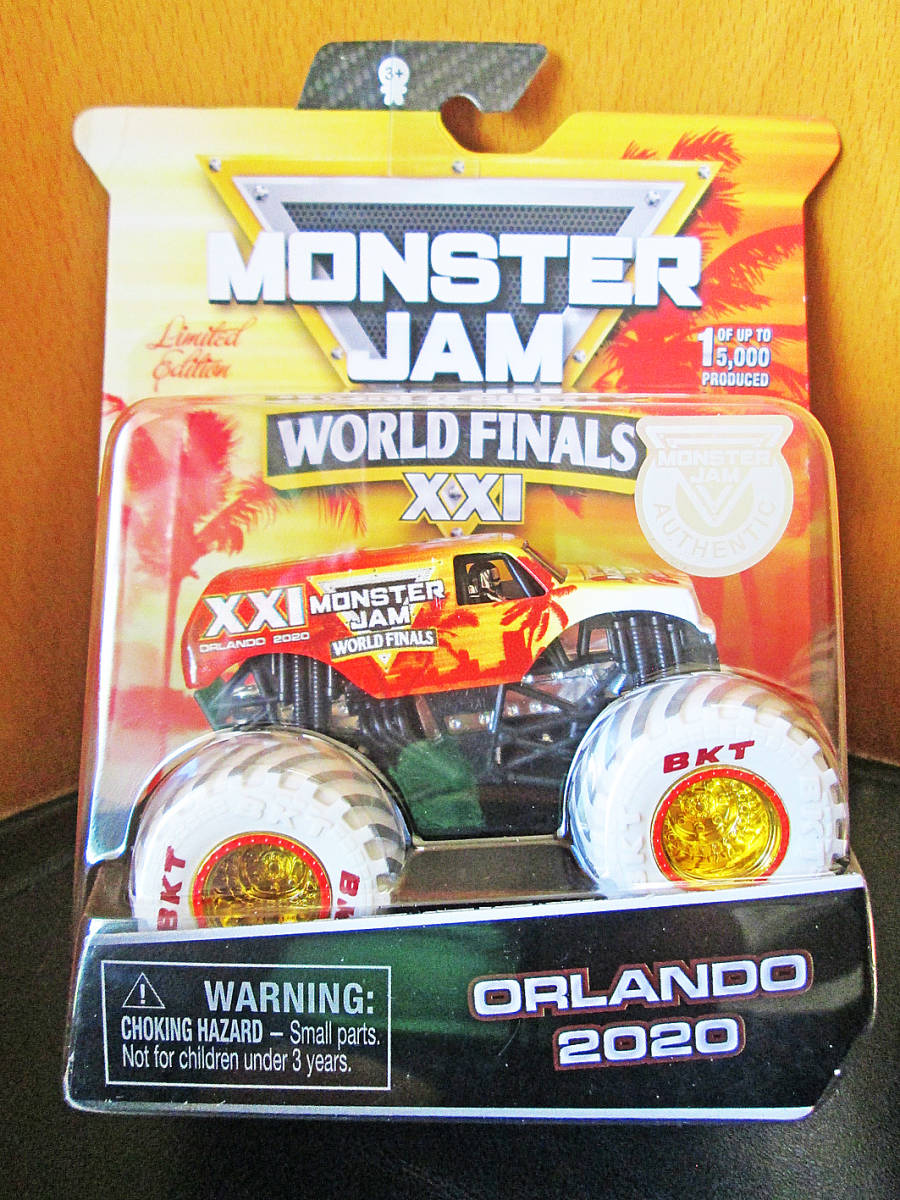 3+
MONSTER
JAM
Limited
Edition
1 OF UP TO
5,000
PRODUCED
WORLD FINALS
XXI
MONSTER
JAM
AUTHENTIC
XXI
ORLANDO 2020
MONSTER
JAM
WORLD FINALS
BKT
BKT
BKT
BKT
WARNING:
CHOKING HAZARD – Small parts.
Not for children under 3 years.
ORLANDO
2020